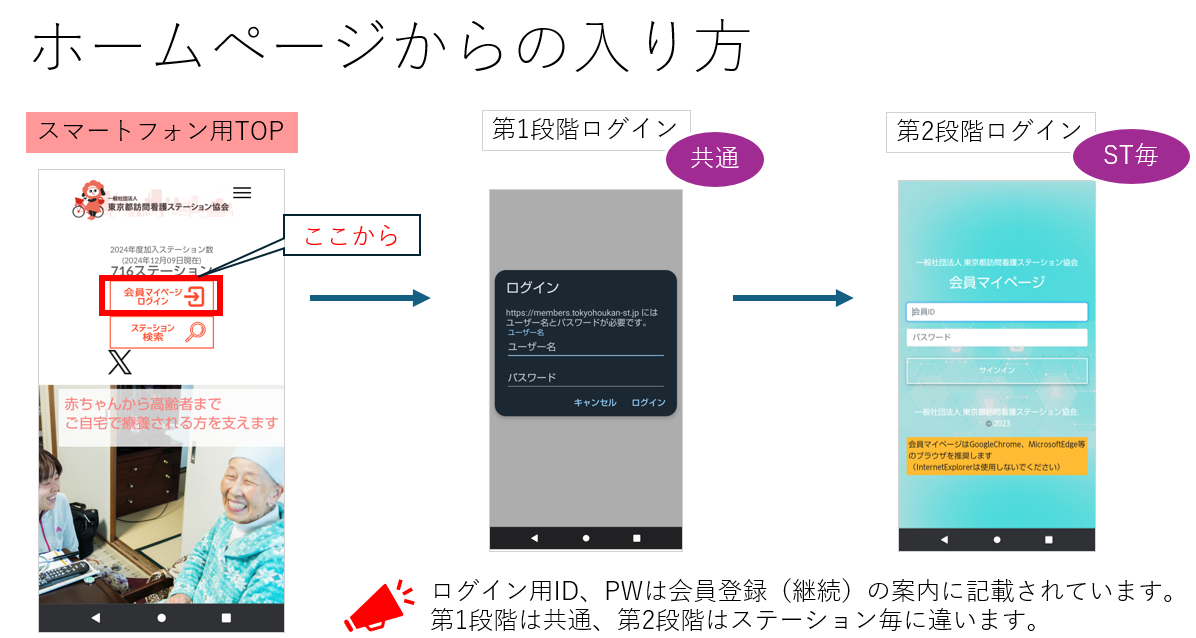 ホームページからの入り方
スマートフォン用TOP
一般社団法人
東京都訪問看護ステーション協会
2024年度加入ステーション数
(2024年12月09日現在)
716ステーション
会員マイページ
ログイン
ステーション
検索
赤ちゃんから高齢者まで
ご自宅で療養される方を支えます
ここから
第1段階ログイン
共通
ログイン
https://members.tokyohoukan-st.jp には
ユーザー名とパスワードが必要です。
ユーザー名
ユーザー名
パスワード
キャンセル ログイン
第2段階ログイン
ST毎
一般社団法人 東京都訪問看護ステーション協会
会員マイページ
会員ID
パスワード
サインイン
一般社団法人 東京都訪問看護ステーション協会.
© 2023
会員マイページはGoogleChrome、MicrosoftEdge等
のブラウザを推奨します
（InternetExplorerは使用しないでください）
ログイン用ID、PWは会員登録（継続）の案内に記載されています。
第1段階は共通、第2段階はステーション毎に違います。